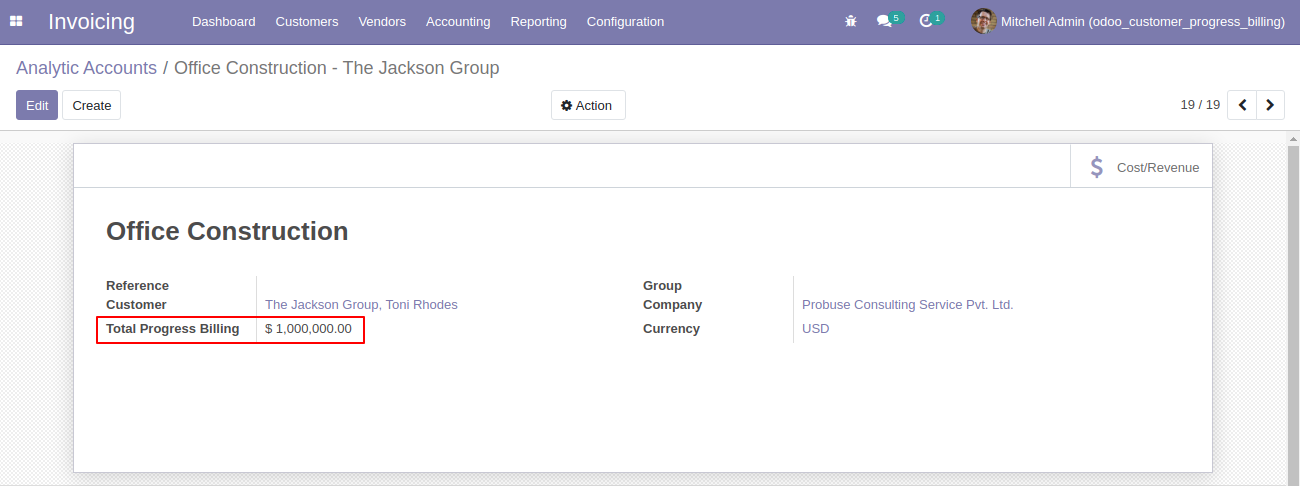 Invoicing Dashboard Customers Vendors Accounting Reporting Configuration 5 1 Mitchell Admin (odoo_customer_progress_billing)
Analytic Accounts / Office Construction - The Jackson Group
Edit Create Action 19 / 19
$ Cost/Revenue
Office Construction
Reference Group
Customer The Jackson Group, Toni Rhodes Company Probuse Consulting Service Pvt. Ltd.
Total Progress Billing $ 1,000,000.00 Currency USD